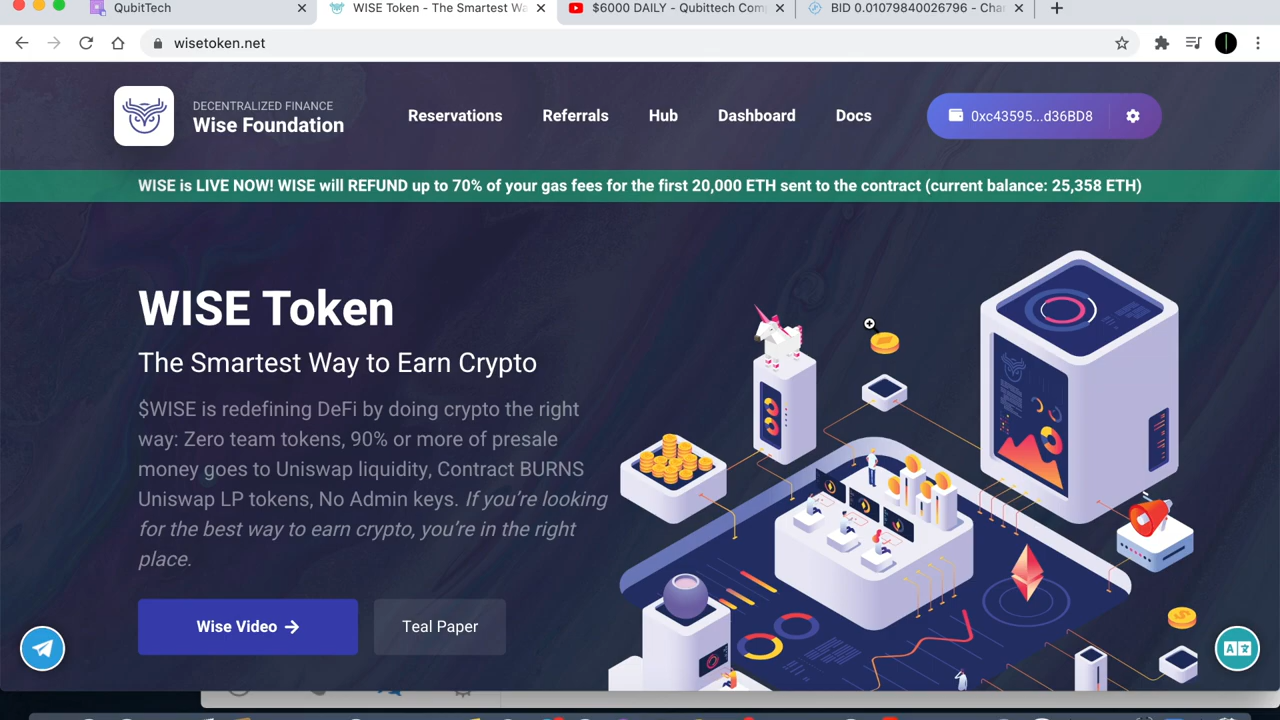 QubitTech
WISE Token - The Smartest Wa
$6000 DAILY - Qubittech Com
BID 0.01079840026796 - Cha
wisetoken.net
DECENTRALIZED FINANCE
Wise Foundation
Reservations
Referrals
Hub
Dashboard
Docs
0xc43595...d36BD8
WISE is LIVE NOW! WISE will REFUND up to 70% of your gas fees for the first 20,000 ETH sent to the contract (current balance: 25,358 ETH)
WISE Token
The Smartest Way to Earn Crypto
$WISE is redefining DeFi by doing crypto the right
way: Zero team tokens, 90% or more of presale
money goes to Uniswap liquidity, Contract BURNS
Uniswap LP tokens, No Admin keys. If you're looking
for the best way to earn crypto, you're in the right
place.
Wise Video →
Teal Paper